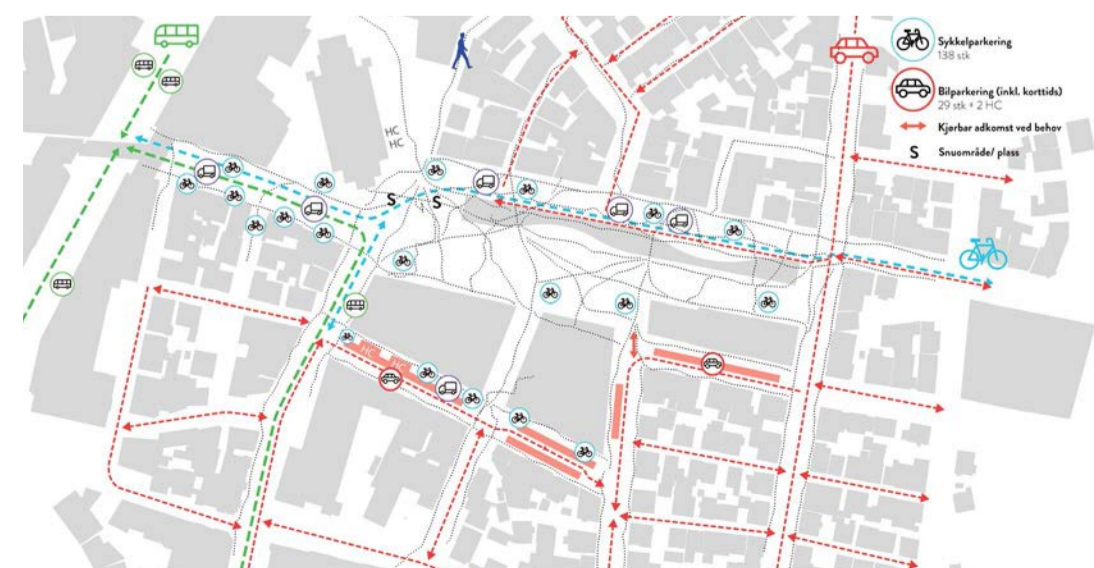 Sykkelparkering
138 stk
Bilparkering (inkl. korttids)
29 stk + 2 HC
Kjørbar adkomst ved behov
S Snuområde/ plass
HC
HC
S
S
HC
HC